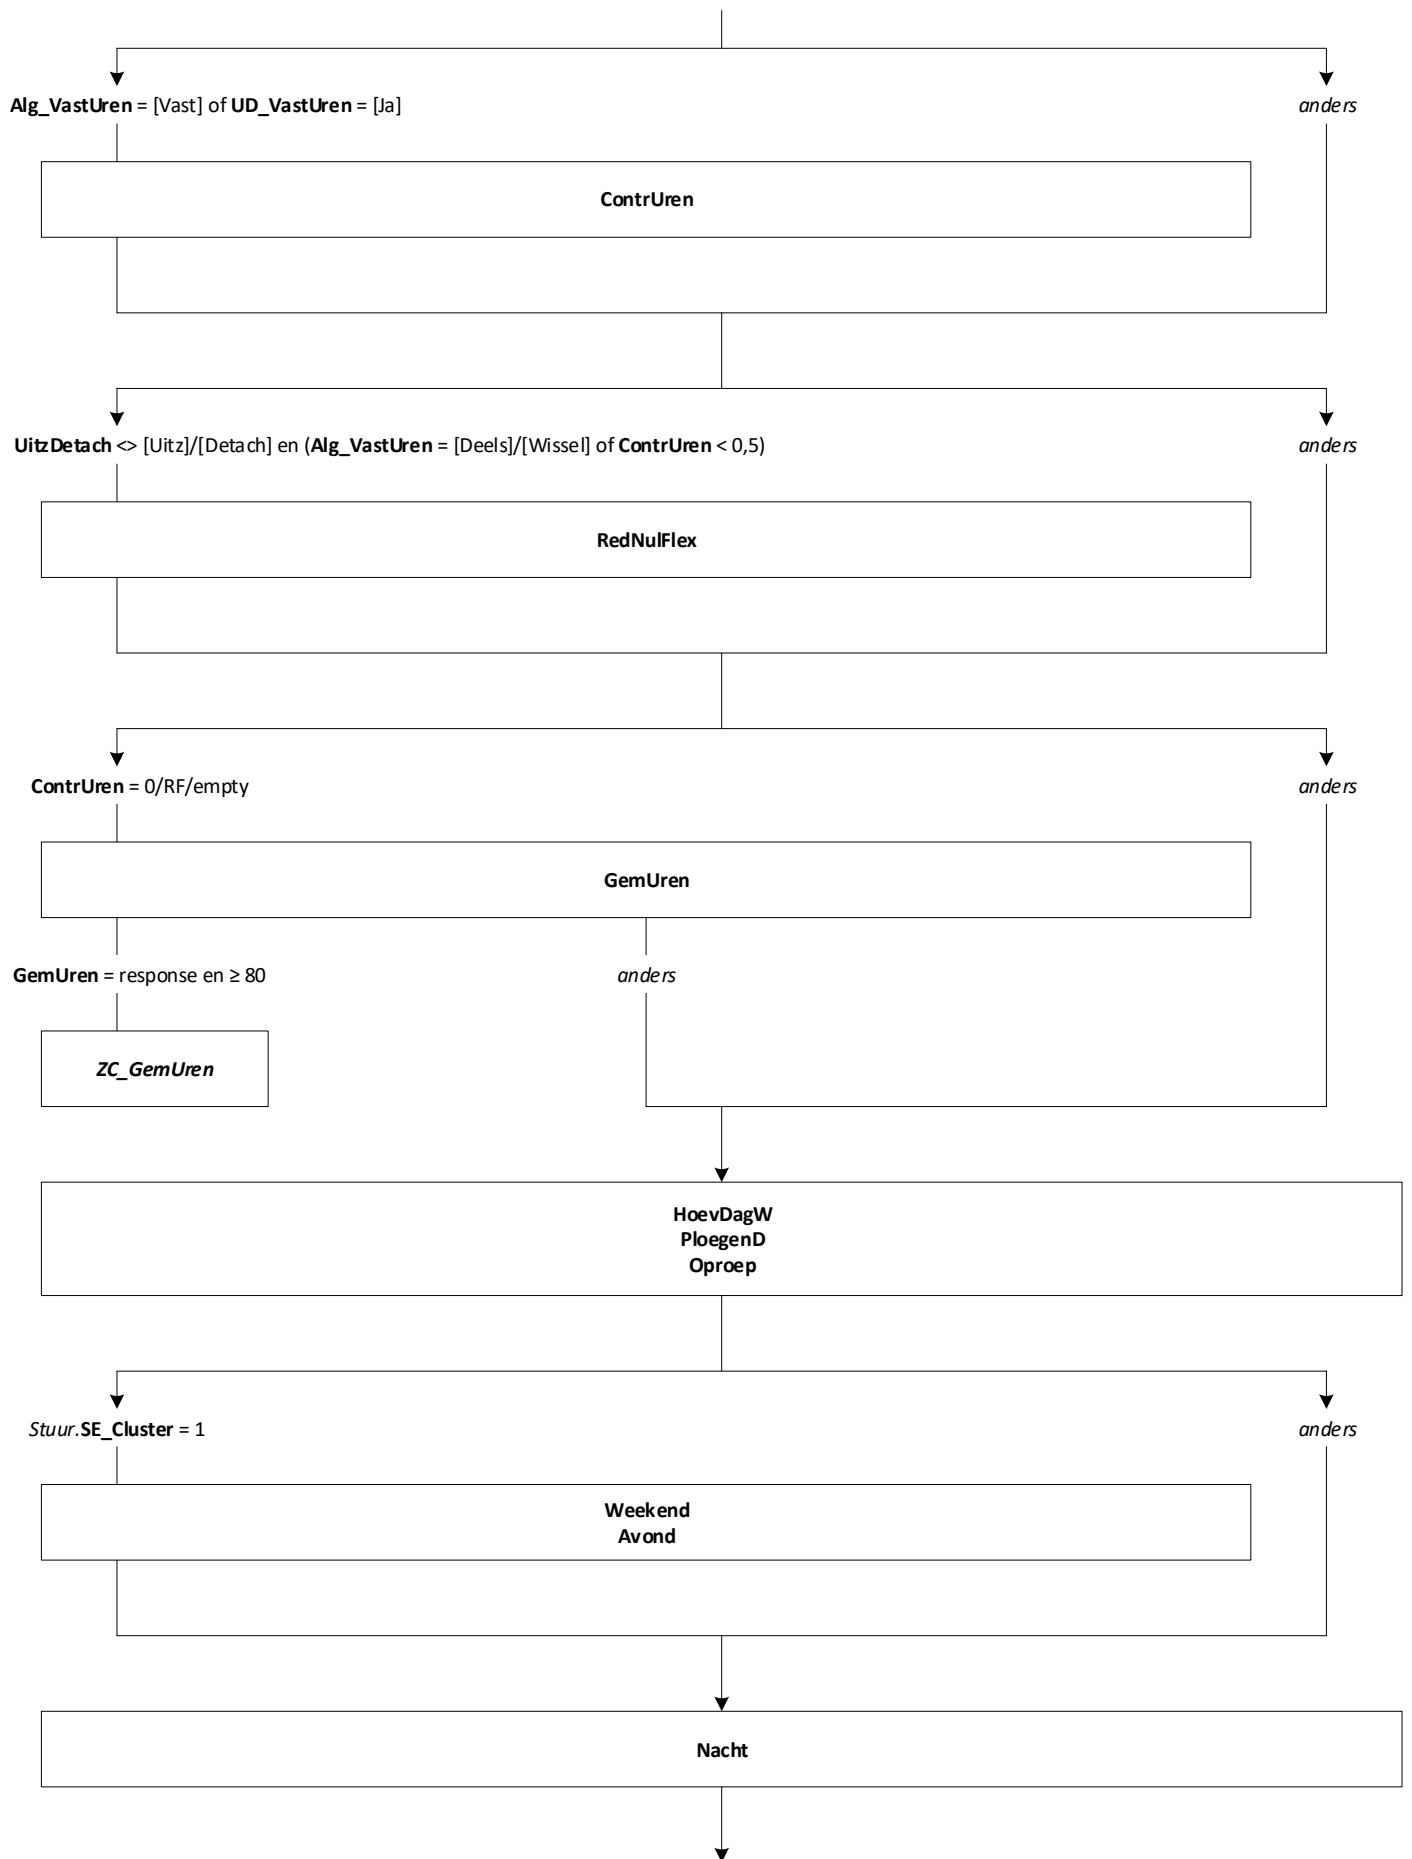 Alg_VastUren = [Vast] of UD_VastUren = [Ja]
anders
ContrUren
UitzDetach <> [Uitz]/[Detach] en (Alg_VastUren = [Deels]/[Wissel] of ContrUren < 0,5)
anders
RedNulFlex
ContrUren = 0/RF/empty
anders
GemUren
GemUren = response en ≥ 80
anders
ZC_GemUren
HoevDagW
PloegenD
Oproep
Stuur.SE_Cluster = 1
anders
Weekend
Avond
Nacht